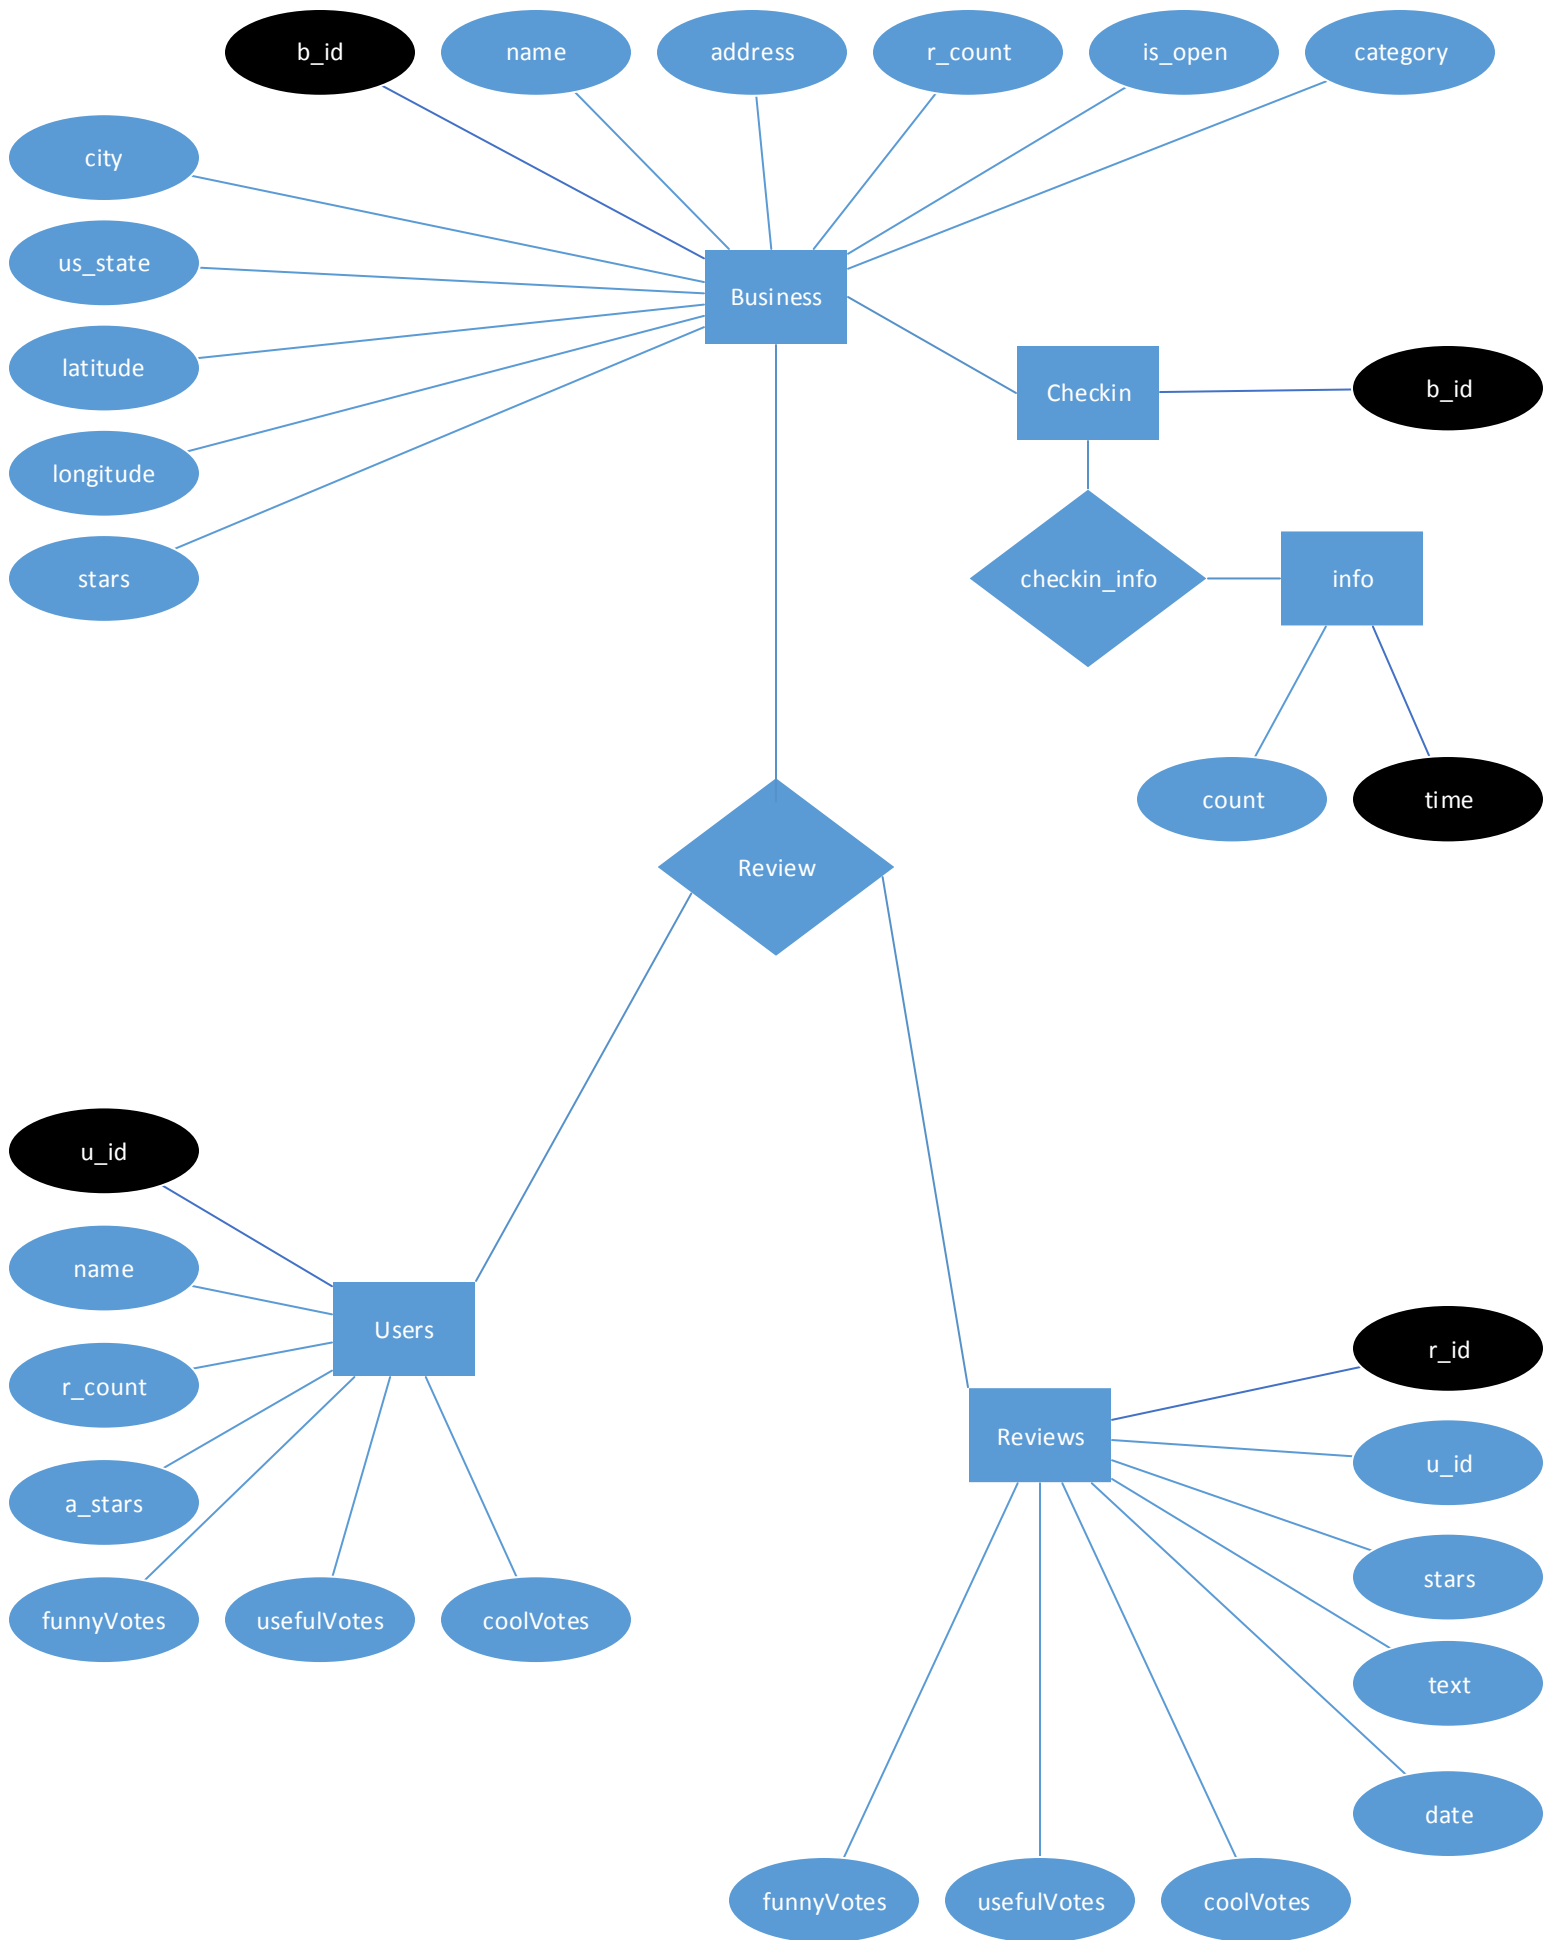 b_id
name
address
r_count
is_open
category
city
us_state
latitude
longitude
stars
Business
Checkin
b_id
checkin_info
info
count
time
Review
u_id
name
r_count
a_stars
funnyVotes
usefulVotes
coolVotes
Users
Reviews
r_id
u_id
stars
text
date
funnyVotes
usefulVotes
coolVotes